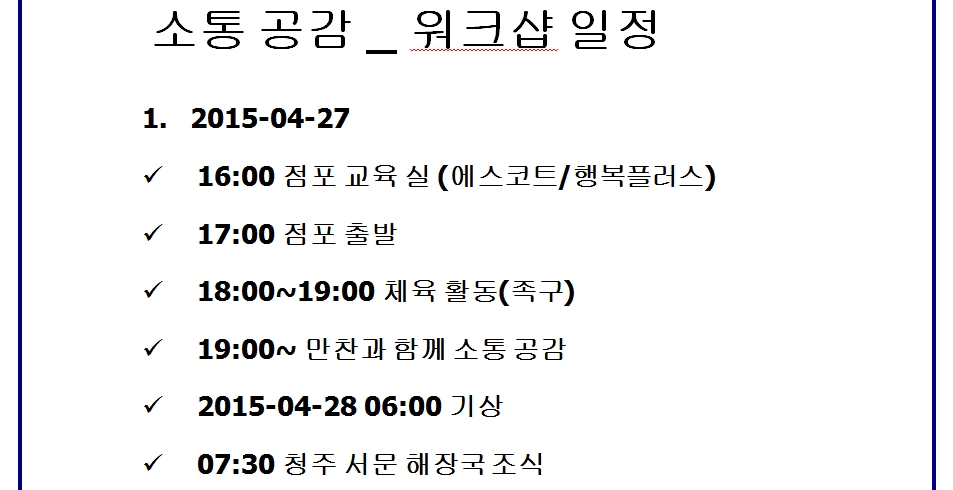 소통 공감 _ 워크샵 일정
1. 2015-04-27
✓ 16:00 점포 교육 실 (에스코트/행복플러스)
✓ 17:00 점포 출발
✓ 18:00~19:00 체육 활동(족구)
✓ 19:00~ 만찬과 함께 소통 공감
✓ 2015-04-28 06:00 기상
✓ 07:30 청주 서문 해장국 조식